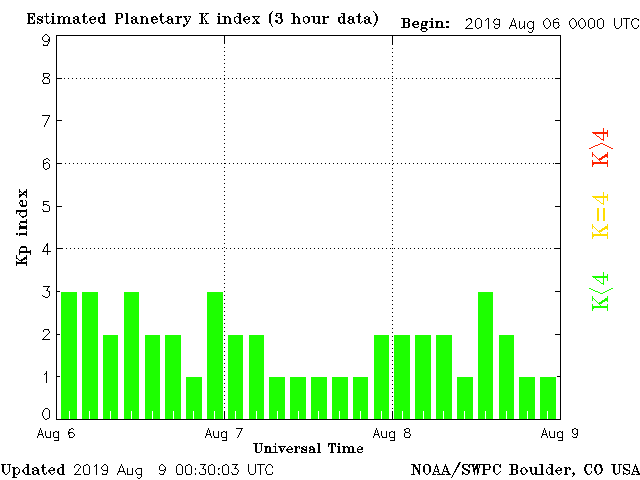 Estimated Planetary K index (3 hour data) Begin: 2019 Aug 06 0000 UTC
9
8
7
6
5
4
3
2
1
0
Kp index
K>4
K=4
K<4
Aug 6 Aug 7 Aug 8 Aug 9
Universal Time
Updated 2019 Aug 9 00:30:03 UTC NOAA/SWPC Boulder, CO USA